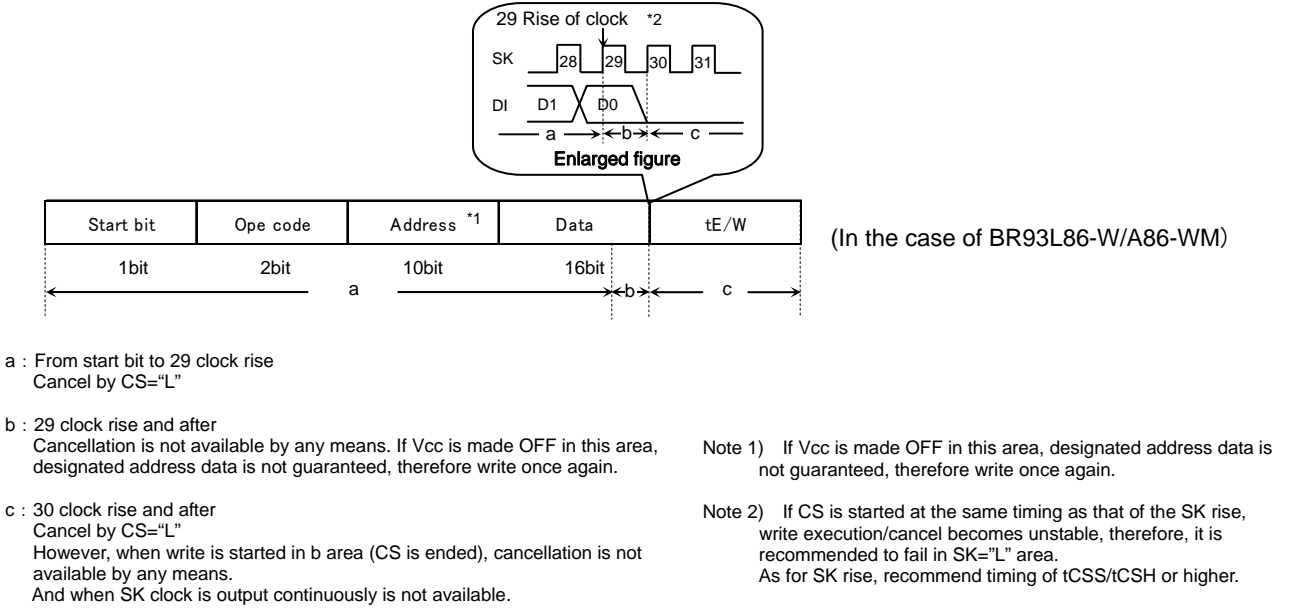 29 Rise of clock *2
SK 28 29 30 31
DI D1 D0
a b c
Enlarged figure
Start bit Ope code Address *1 Data tE/W
(In the case of BR93L86-W/A86-WM)
1bit 2bit 10bit 16bit
a b c
a : From start bit to 29 clock rise
Cancel by CS=“L”
b : 29 clock rise and after
Cancellation is not available by any means. If Vcc is made OFF in this area,
designated address data is not guaranteed, therefore write once again.
c : 30 clock rise and after
Cancel by CS=“L”
However, when write is started in b area (CS is ended), cancellation is not
available by any means.
And when SK clock is output continuously is not available.
Note 1) If Vcc is made OFF in this area, designated address data is
not guaranteed, therefore write once again.
Note 2) If CS is started at the same timing as that of the SK rise,
write execution/cancel becomes unstable, therefore, it is
recommended to fail in SK=”L” area.
As for SK rise, recommend timing of tCSS/tCSH or higher.